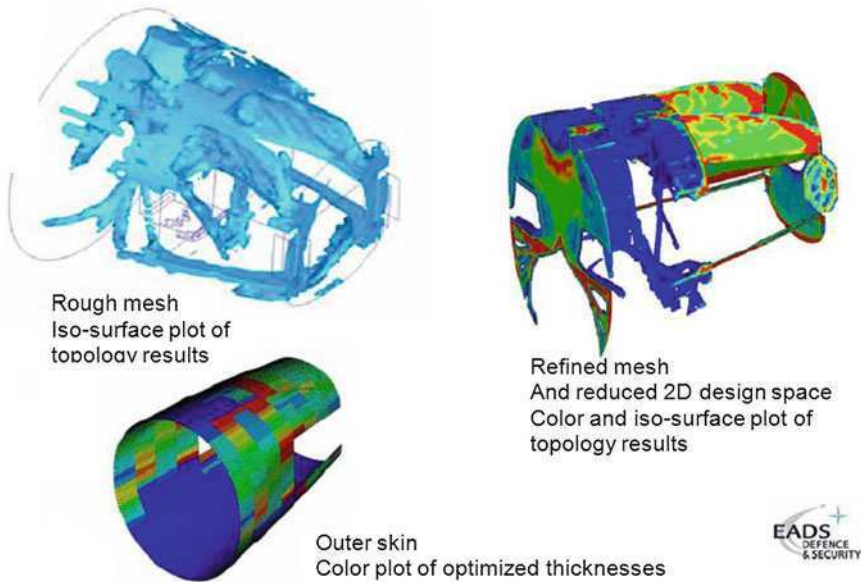 Rough mesh
Iso-surface plot of
topology results
Refined mesh
And reduced 2D design space
Color and iso-surface plot of
topology results
Outer skin
Color plot of optimized thicknesses
EADS
DEFENCE
& SECURITY